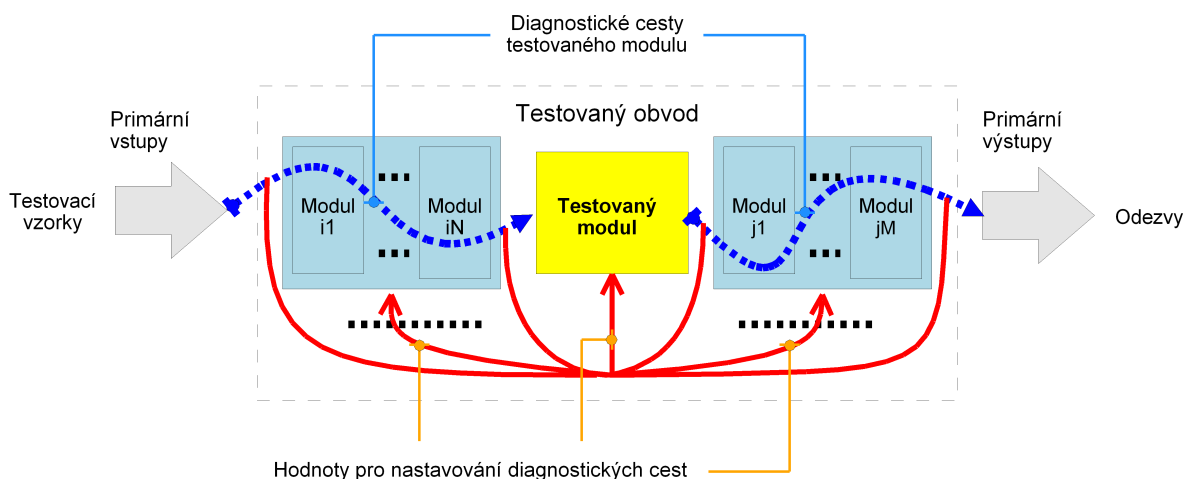 Diagnostické cesty
testovaného modulu
Testovaný obvod
Primární
vstupy
Primární
výstupy
Testovací
vzorky
Modul
i1
Modul
iN
Testovaný
modul
Modul
j1
Modul
jM
Odezvy
Hodnoty pro nastavování diagnostických cest